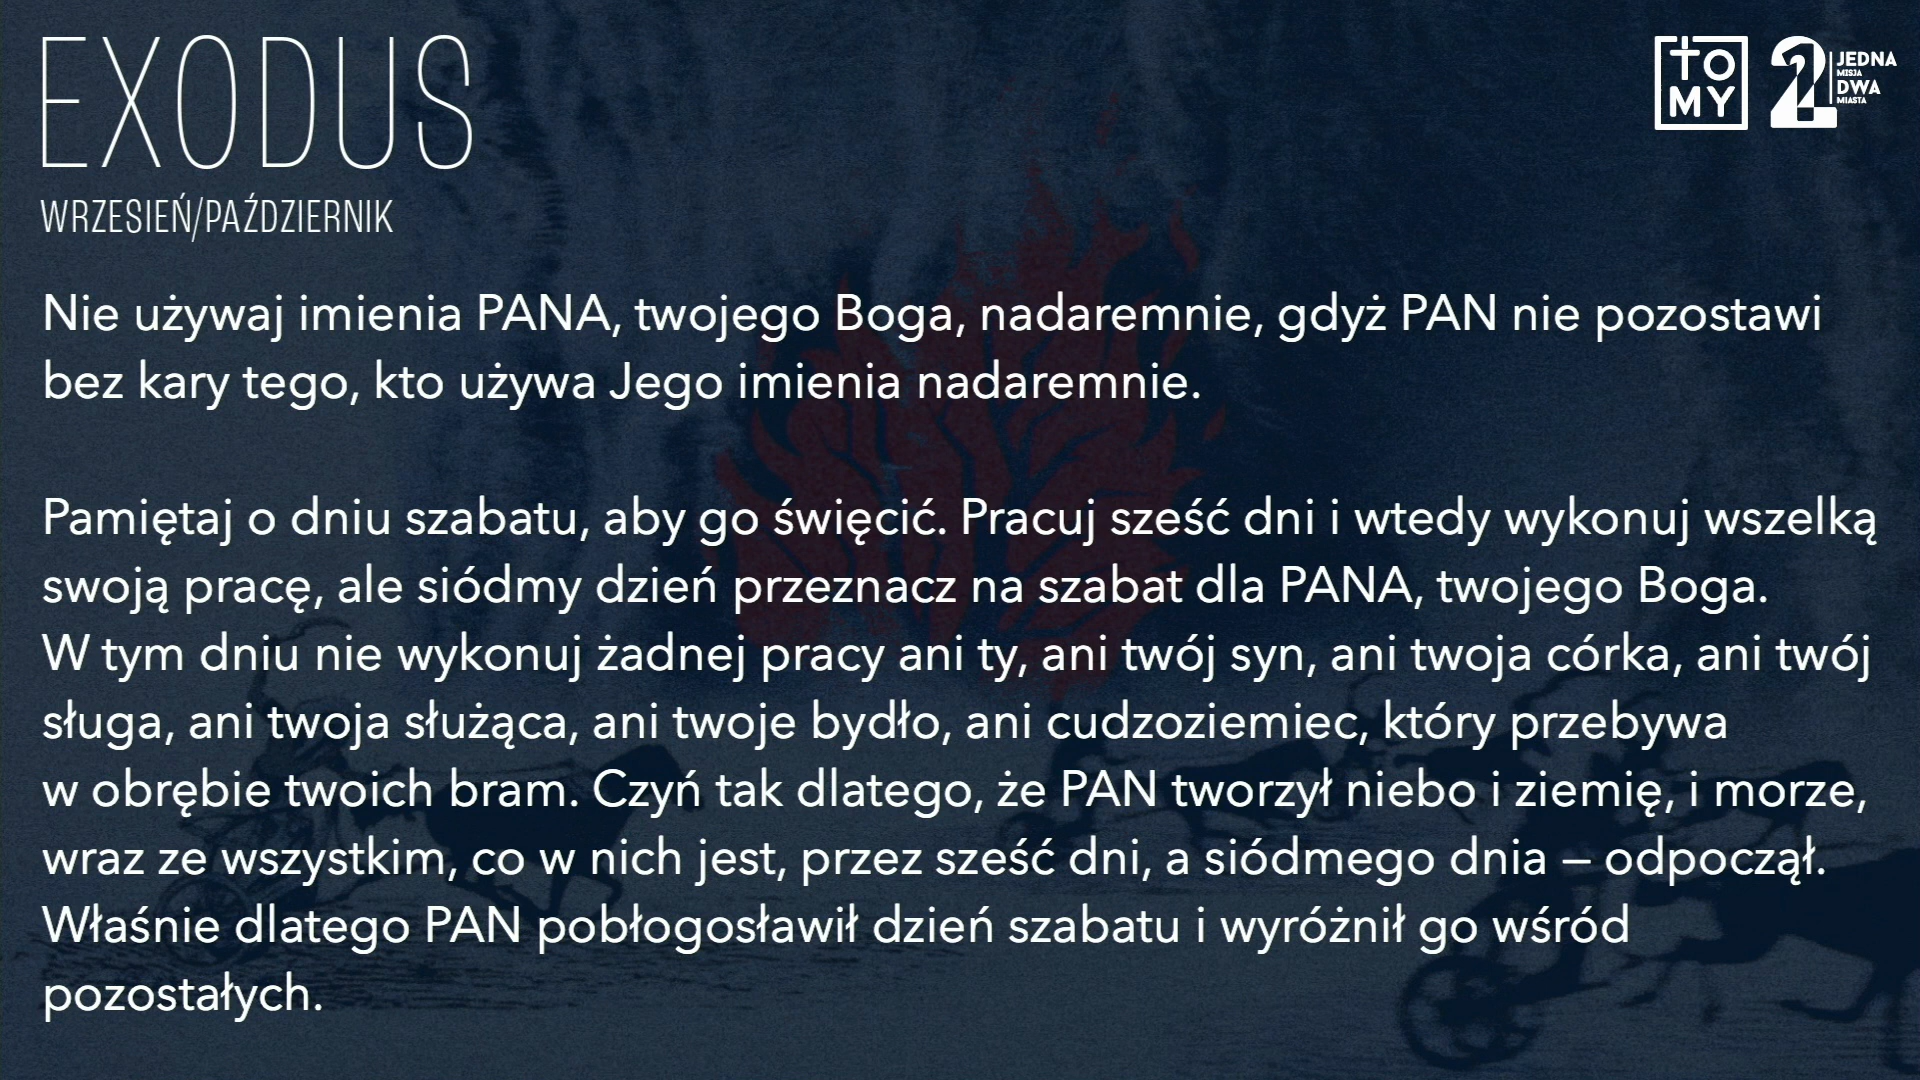 EXODUS
WRZESIEŃ/PAŹDZIERNIK
TO
MY
21
JEDNA
MISJA
DWA
MIASTA
Nie używaj imienia PANA, twojego Boga, nadaremnie, gdyż PAN nie pozostawi
bez kary tego, kto używa Jego imienia nadaremnie.
Pamiętaj o dniu szabatu, aby go święcić. Pracuj sześć dni i wtedy wykonuj wszelką
swoją pracę, ale siódmy dzień przeznacz na szabat dla PANA, twojego Boga.
W tym dniu nie wykonuj żadnej pracy ani ty, ani twój syn, ani twoja córka, ani twój
sługa, ani twoja służąca, ani twoje bydło, ani cudzoziemiec, który przebywa
w obrębie twoich bram. Czyń tak dlatego, że PAN tworzył niebo i ziemię, i morze,
wraz ze wszystkim, co w nich jest, przez sześć dni, a siódmego dnia – odpoczął.
Właśnie dlatego PAN pobłogosławił dzień szabatu i wyróżnił go wśród
pozostałych.